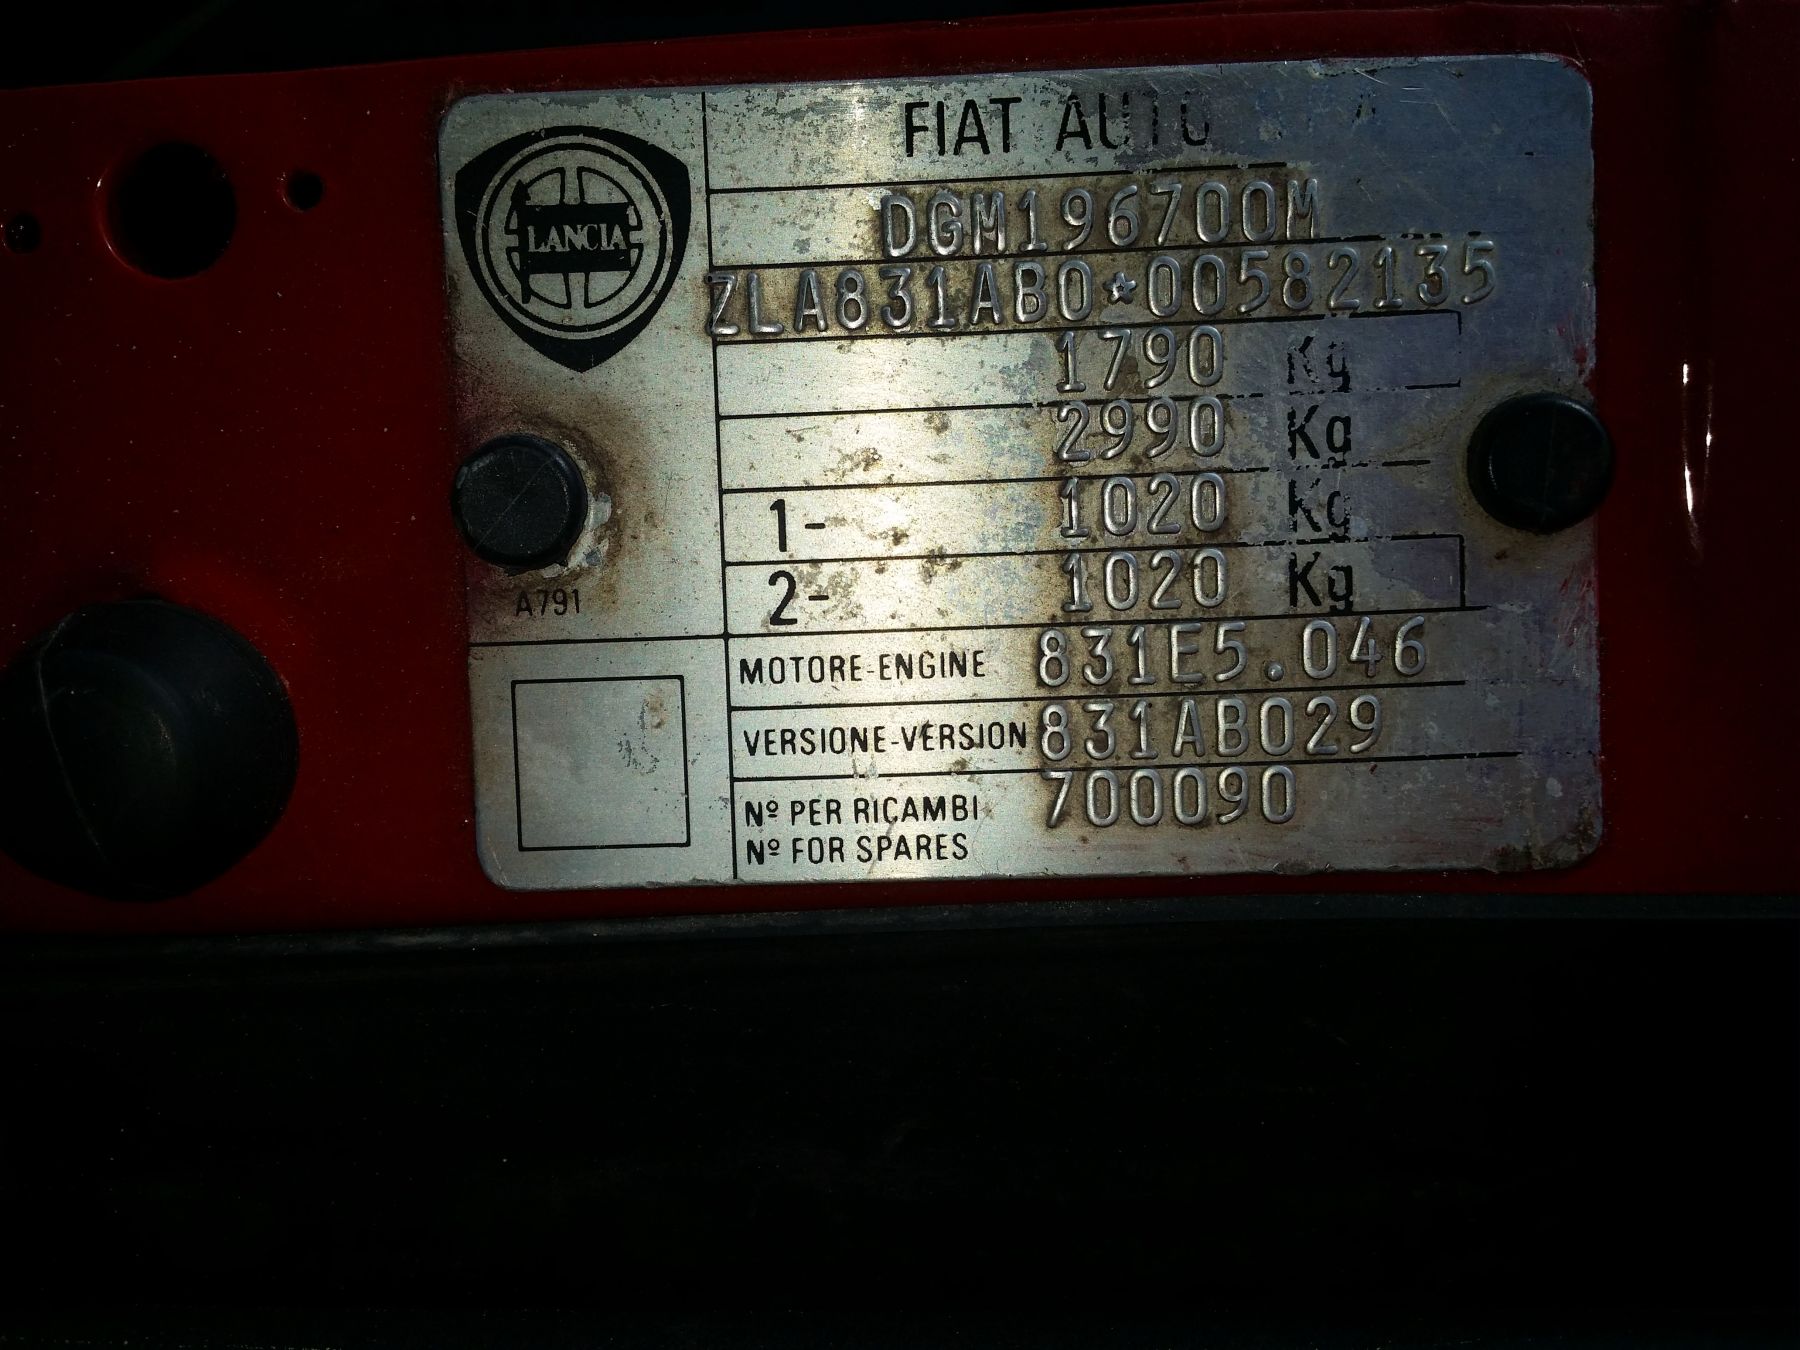 FIAT AUTO
LANCIA
DGM196700M
ZLA831AB0*00582135
1790 Kg
2990 Kg
1- 1020 Kg
2- 1020 Kg
A791
MOTORE-ENGINE 831E5.046
VERSIONE-VERSION 831AB029
Nº PER RICAMBI 700090
Nº FOR SPARES